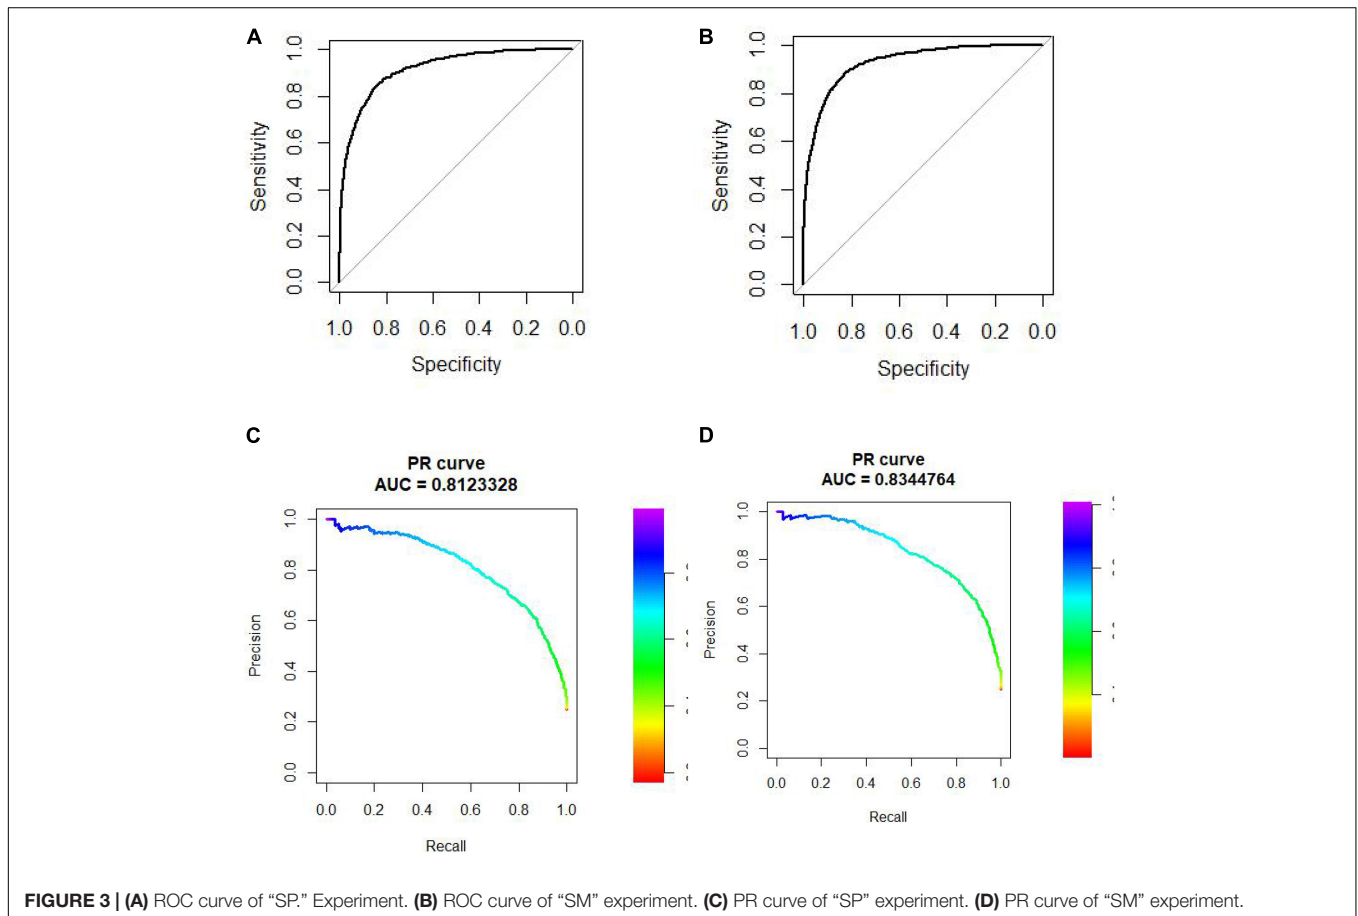 A
1.0
0.8
0.6
0.4
0.2
0.0
Sensitivity
1.0 0.8 0.6 0.4 0.2 0.0
Specificity
B
1.0
0.8
0.6
0.4
0.2
0.0
Sensitivity
1.0 0.8 0.6 0.4 0.2 0.0
Specificity
C
PR curve
AUC = 0.8123328
1.0
0.8
0.6
0.4
0.2
0.0
Precision
0.0 0.2 0.4 0.6 0.8 1.0
Recall
D
PR curve
AUC = 0.8344764
1.0
0.8
0.6
0.4
0.2
0.0
Precision
0.0 0.2 0.4 0.6 0.8 1.0
Recall
FIGURE 3 | (A) ROC curve of “SP.” Experiment. (B) ROC curve of “SM” experiment. (C) PR curve of “SP” experiment. (D) PR curve of “SM” experiment.